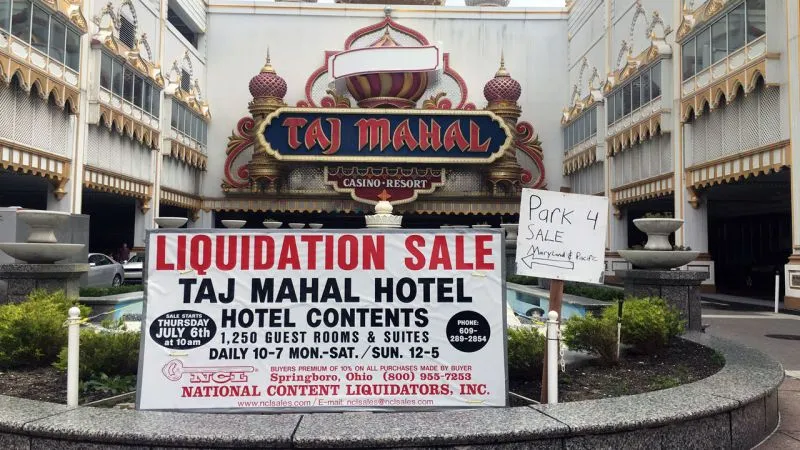 TAJ MAHAL
CASINO·RESORT
Park 4
SALE
Maryland & Pacific
LIQUIDATION SALE
TAJ MAHAL HOTEL
HOTEL CONTENTS
1,250 GUEST ROOMS & SUITES
DAILY 10-7 MON.-SAT./SUN. 12-5
SALE STARTS
THURSDAY
JULY 6th
at 10am
PHONE:
609-
289-2854
NCL
BUYERS PREMIUM OF 10% ON ALL PURCHASES MADE BY BUYER
Springboro, Ohio (800) 955-7253
NATIONAL CONTENT LIQUIDATORS, INC.
www.nclsales.com / E-mail: nclsales@nclsales.com